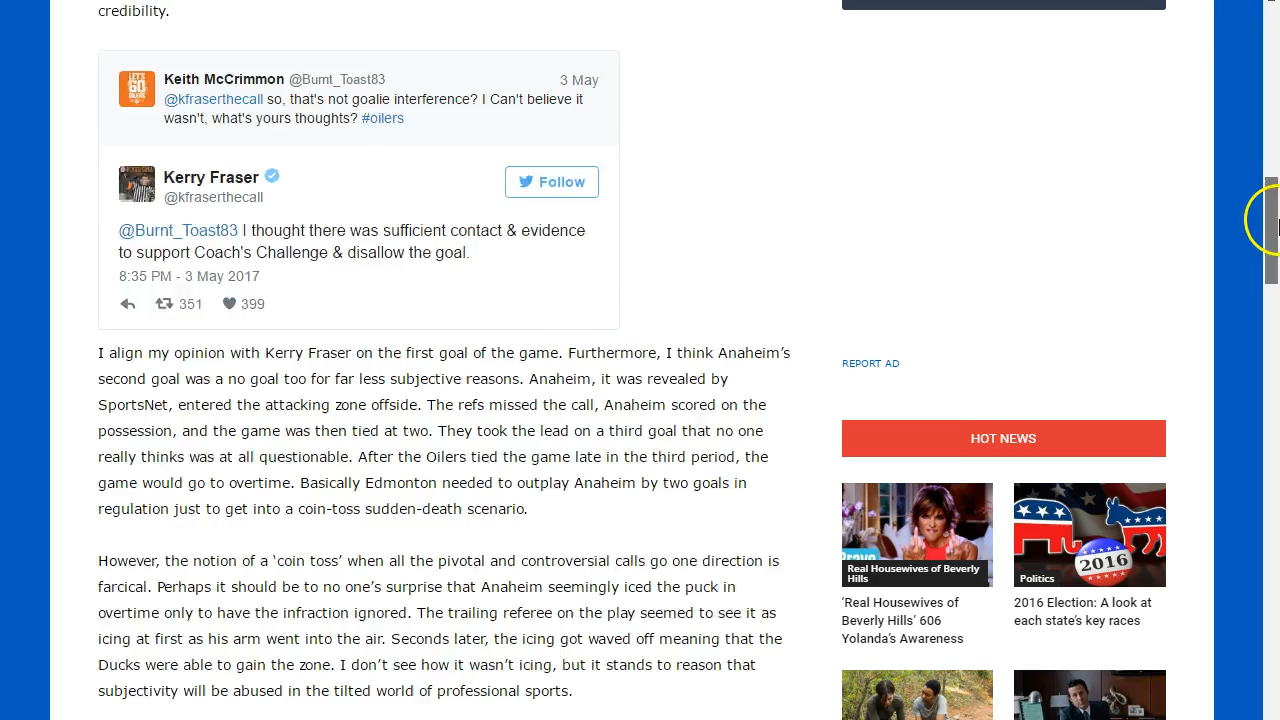 credibility.
LET'S
GO
OILERS
Keith McCrimmon @Burnt_Toast83 3 May
@kfraserthecall so, that's not goalie interference? I Can't believe it
wasn't, what's yours thoughts? #oilers
Kerry Fraser
@kfraserthecall
Follow
@Burnt_Toast83 I thought there was sufficient contact & evidence
to support Coach's Challenge & disallow the goal.
8:35 PM - 3 May 2017
351 399
I align my opinion with Kerry Fraser on the first goal of the game. Furthermore, I think Anaheim’s
second goal was a no goal too for far less subjective reasons. Anaheim, it was revealed by
SportsNet, entered the attacking zone offside. The refs missed the call, Anaheim scored on the
possession, and the game was then tied at two. They took the lead on a third goal that no one
really thinks was at all questionable. After the Oilers tied the game late in the third period, the
game would go to overtime. Basically Edmonton needed to outplay Anaheim by two goals in
regulation just to get into a coin-toss sudden-death scenario.
However, the notion of a ‘coin toss’ when all the pivotal and controversial calls go one direction is
farcical. Perhaps it should be to no one’s surprise that Anaheim seemingly iced the puck in
overtime only to have the infraction ignored. The trailing referee on the play seemed to see it as
icing at first as his arm went into the air. Seconds later, the icing got waved off meaning that the
Ducks were able to gain the zone. I don’t see how it wasn’t icing, but it stands to reason that
subjectivity will be abused in the tilted world of professional sports.
REPORT AD
HOT NEWS
bravo
Real Housewives of Beverly
Hills
‘Real Housewives of
Beverly Hills’ 606
Yolanda’s Awareness
2016
Politics
2016 Election: A look at
each state’s key races